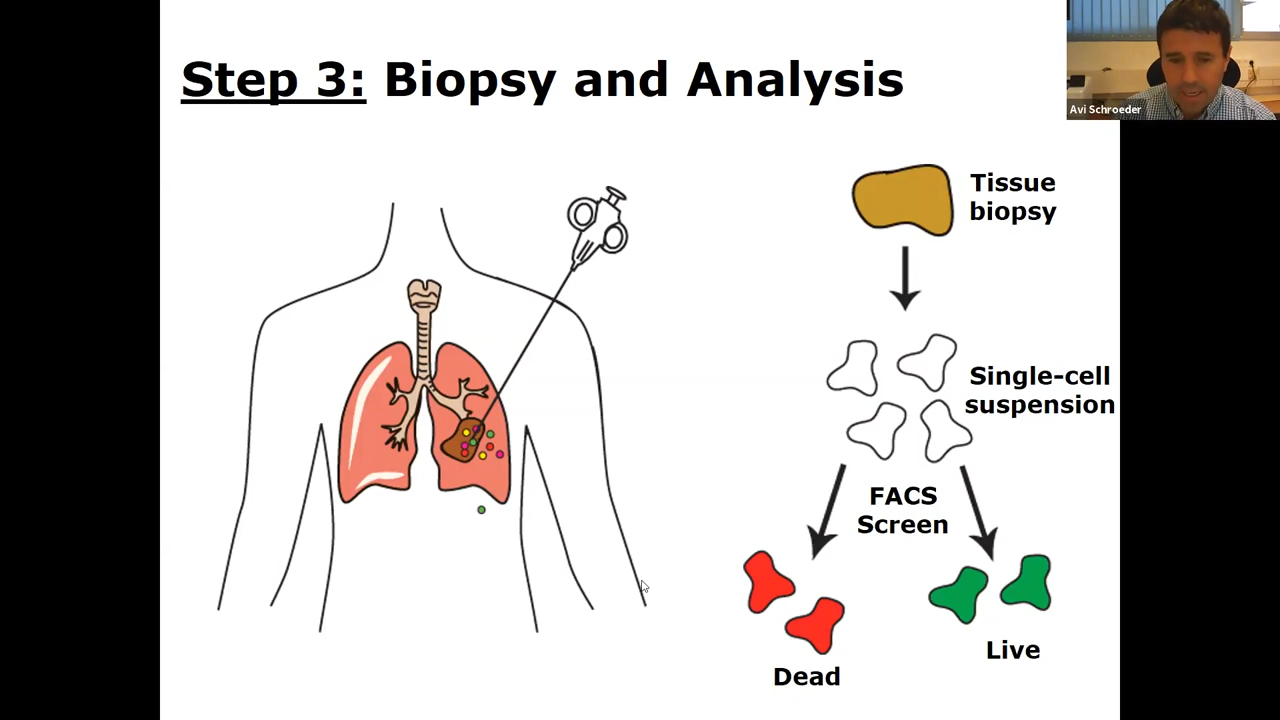 Step 3: Biopsy and Analysis
Avi Schroeder
Tissue
biopsy
Single-cell
suspension
FACS
Screen
Dead
Live